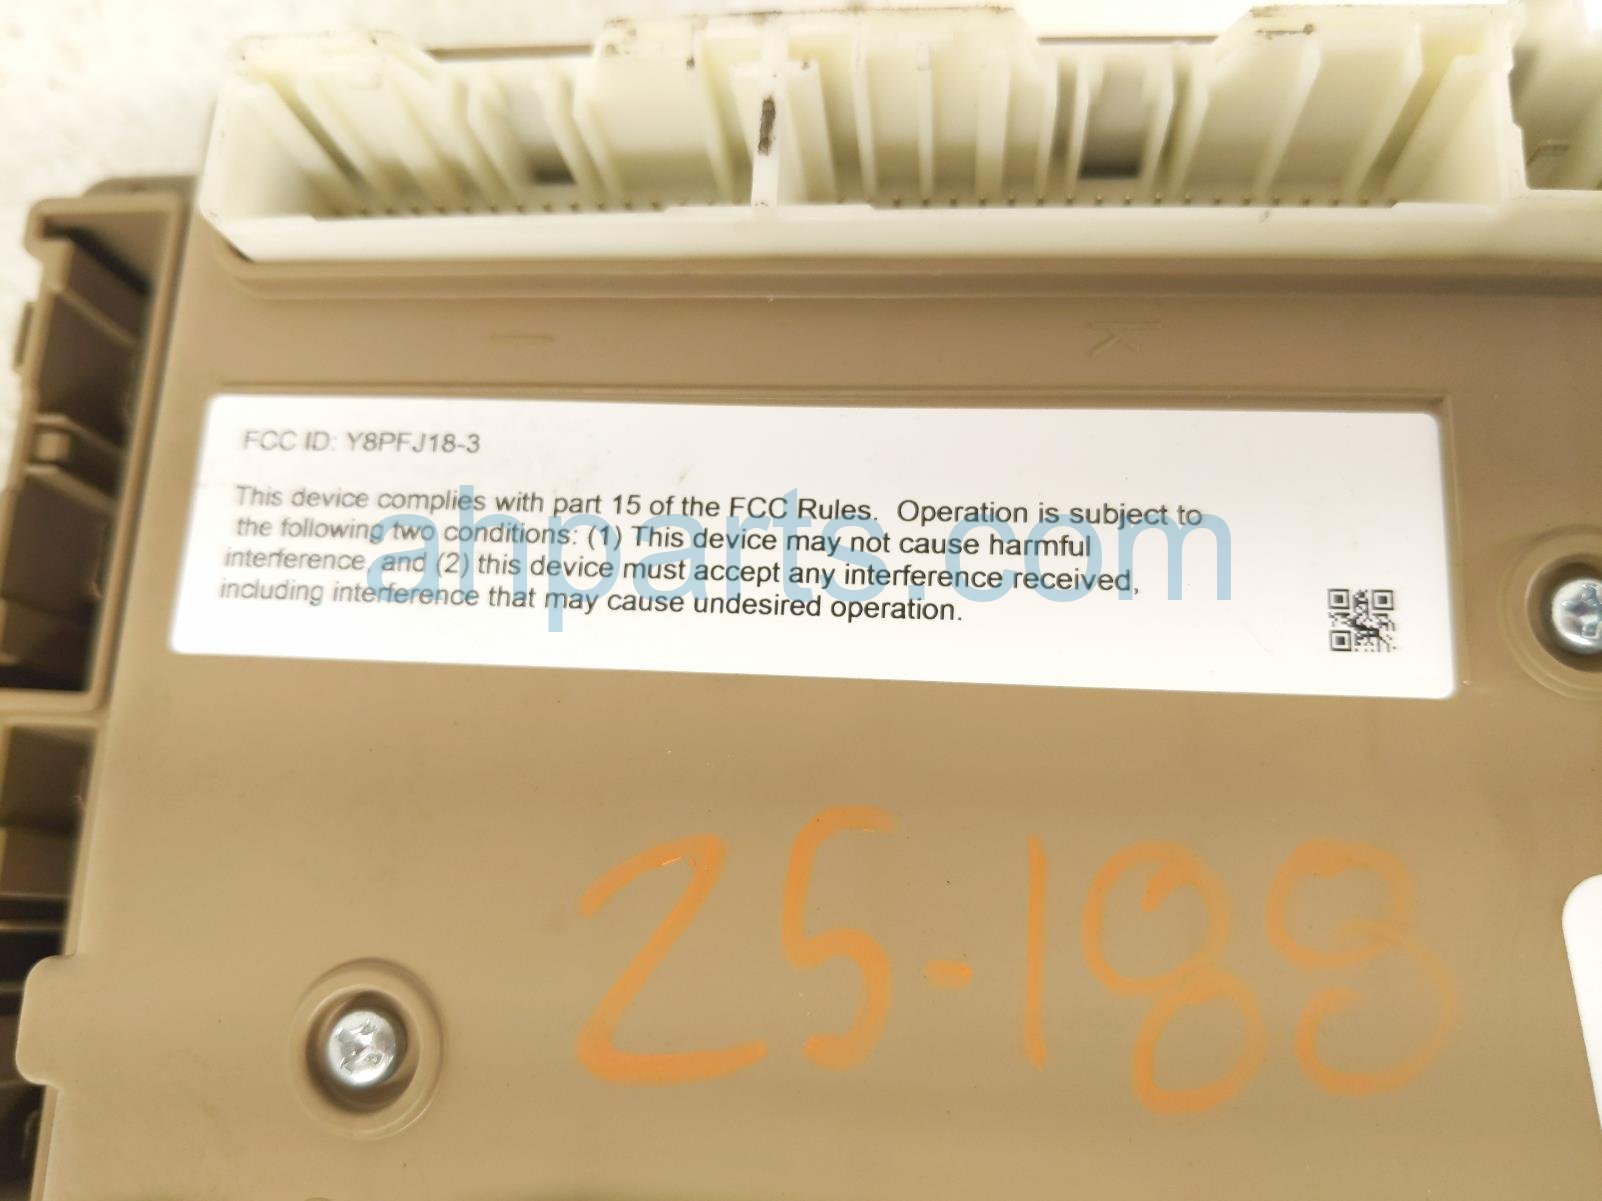 K
FCC ID: Y8PFJ18-3
This device complies with part 15 of the FCC Rules.  Operation is subject to
the following two conditions: (1) This device may not cause harmful
interference, and (2) this device must accept any interference received,
including interference that may cause undesired operation.
ahparts.com
25-188